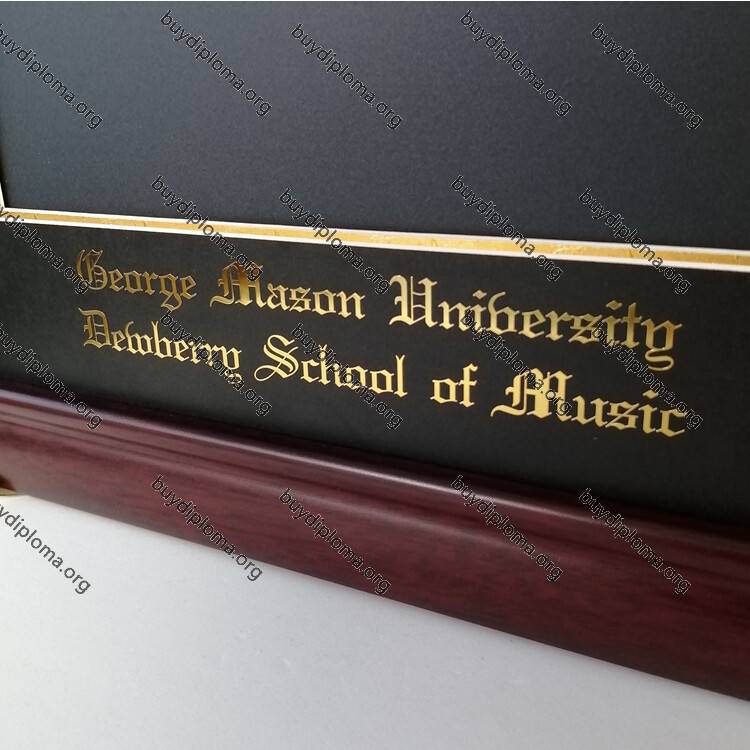 George Mason University
Dewberry School of Music
buydiploma.org